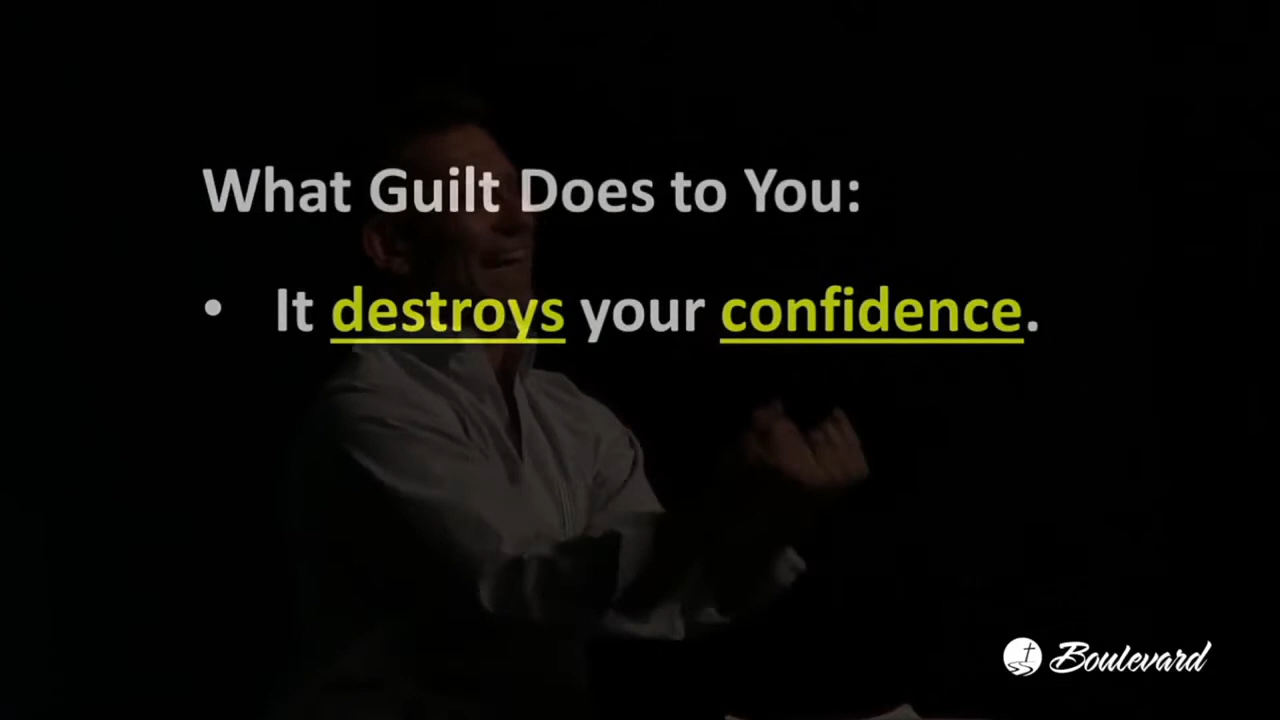 What Guilt Does to You:
• It destroys your confidence.
Boulevard